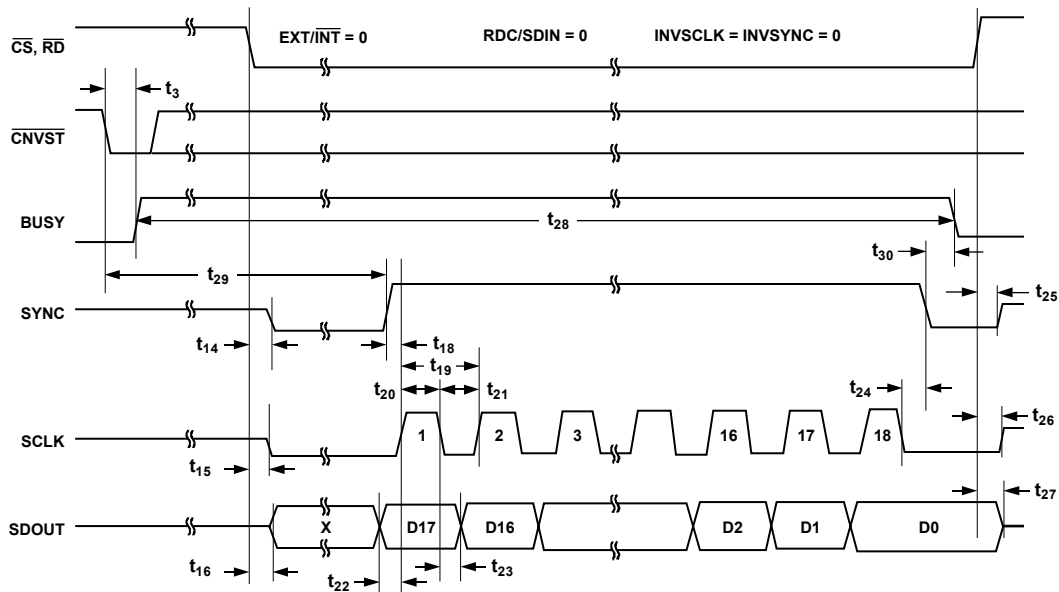 CS, RD
EXT/INT = 0
RDC/SDIN = 0
INVSCLK = INVSYNC = 0
t3
CNVST
BUSY
t28
t30
t29
t25
SYNC
t14
t18
t19
t20
t21
t24
t26
SCLK
1
2
3
16
17
18
t15
t27
SDOUT
X
D17
D16
D2
D1
D0
t16
t22
t23